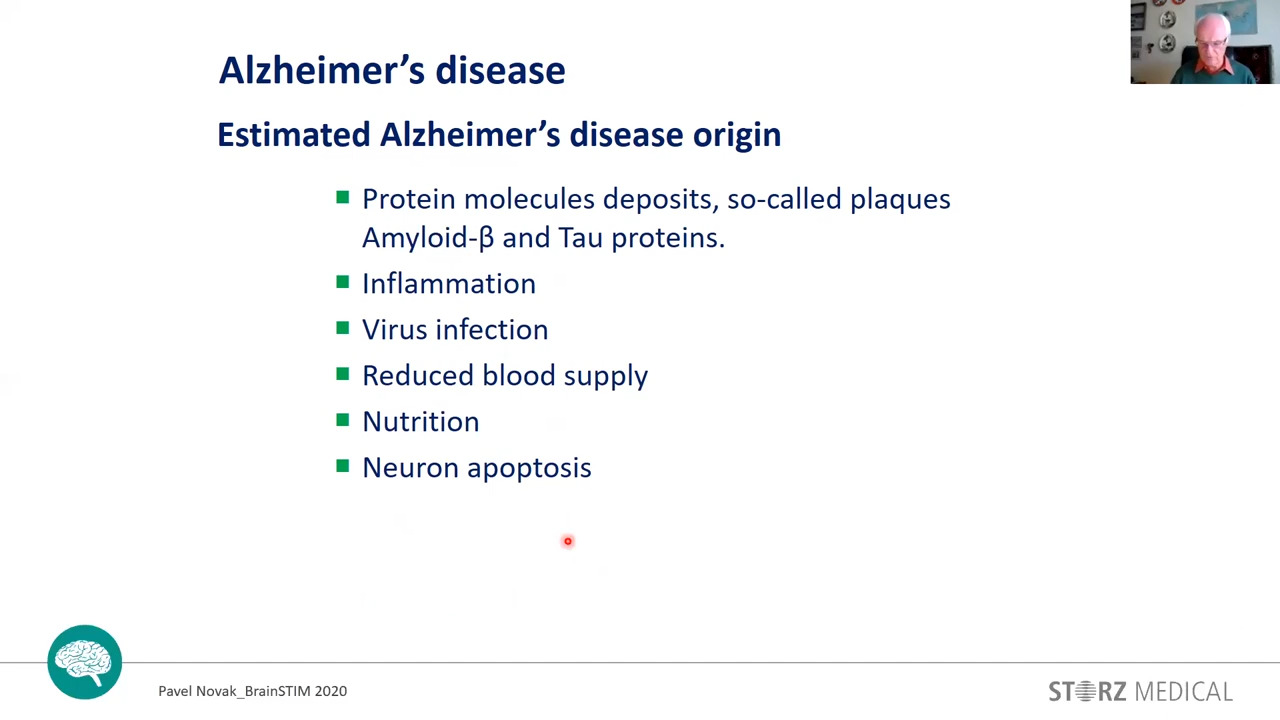 Alzheimer’s disease
Estimated Alzheimer’s disease origin
Protein molecules deposits, so-called plaques
Amyloid-β and Tau proteins.
Inflammation
Virus infection
Reduced blood supply
Nutrition
Neuron apoptosis
Pavel Novak_BrainSTIM 2020
STORZ MEDICAL